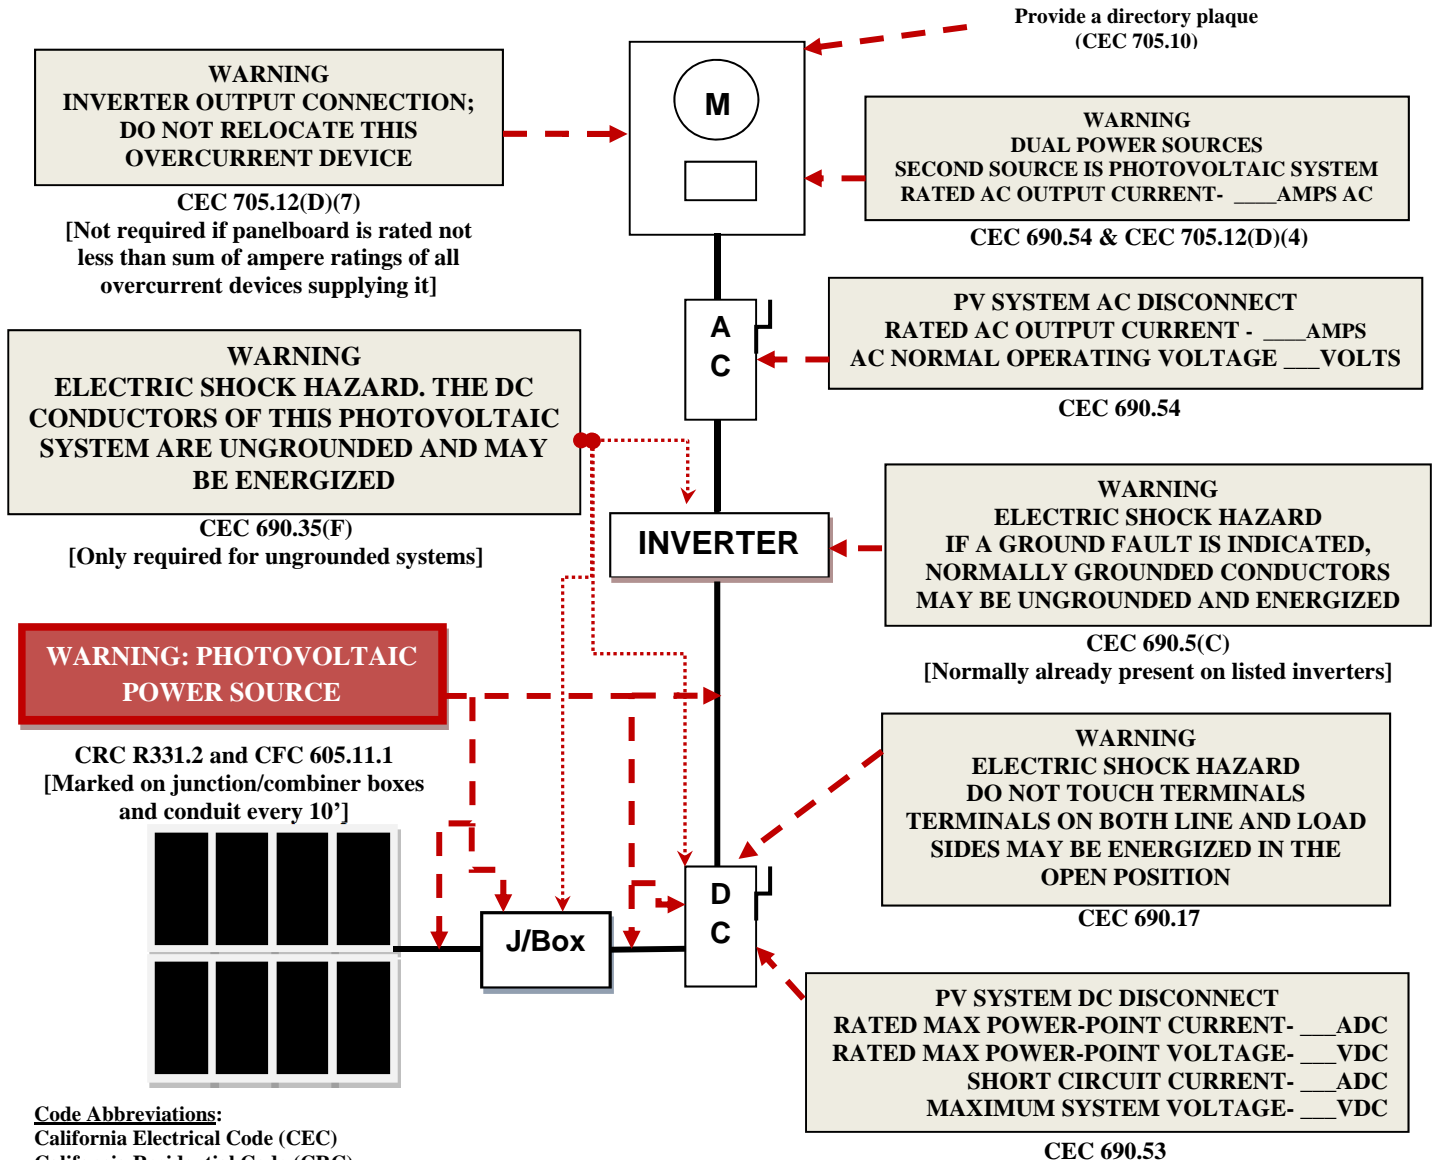 Provide a directory plaque
(CEC 705.10)
WARNING
INVERTER OUTPUT CONNECTION;
DO NOT RELOCATE THIS
OVERCURRENT DEVICE
CEC 705.12(D)(7)
[Not required if panelboard is rated not
less than sum of ampere ratings of all
overcurrent devices supplying it]
M
WARNING
DUAL POWER SOURCES
SECOND SOURCE IS PHOTOVOLTAIC SYSTEM
RATED AC OUTPUT CURRENT- ____AMPS AC
CEC 690.54 & CEC 705.12(D)(4)
A
C
PV SYSTEM AC DISCONNECT
RATED AC OUTPUT CURRENT - ____AMPS
AC NORMAL OPERATING VOLTAGE ___VOLTS
CEC 690.54
WARNING
ELECTRIC SHOCK HAZARD. THE DC
CONDUCTORS OF THIS PHOTOVOLTAIC
SYSTEM ARE UNGROUNDED AND MAY
BE ENERGIZED
CEC 690.35(F)
[Only required for ungrounded systems]
INVERTER
WARNING
ELECTRIC SHOCK HAZARD
IF A GROUND FAULT IS INDICATED,
NORMALLY GROUNDED CONDUCTORS
MAY BE UNGROUNDED AND ENERGIZED
CEC 690.5(C)
[Normally already present on listed inverters]
WARNING: PHOTOVOLTAIC
POWER SOURCE
CRC R331.2 and CFC 605.11.1
[Marked on junction/combiner boxes
and conduit every 10’]
WARNING
ELECTRIC SHOCK HAZARD
DO NOT TOUCH TERMINALS
TERMINALS ON BOTH LINE AND LOAD
SIDES MAY BE ENERGIZED IN THE
OPEN POSITION
CEC 690.17
J/Box
D
C
PV SYSTEM DC DISCONNECT
RATED MAX POWER-POINT CURRENT- ___ADC
RATED MAX POWER-POINT VOLTAGE- ___VDC
SHORT CIRCUIT CURRENT- ___ADC
MAXIMUM SYSTEM VOLTAGE- ___VDC
CEC 690.53
Code Abbreviations:
California Electrical Code (CEC)
California Residential Code (CRC)